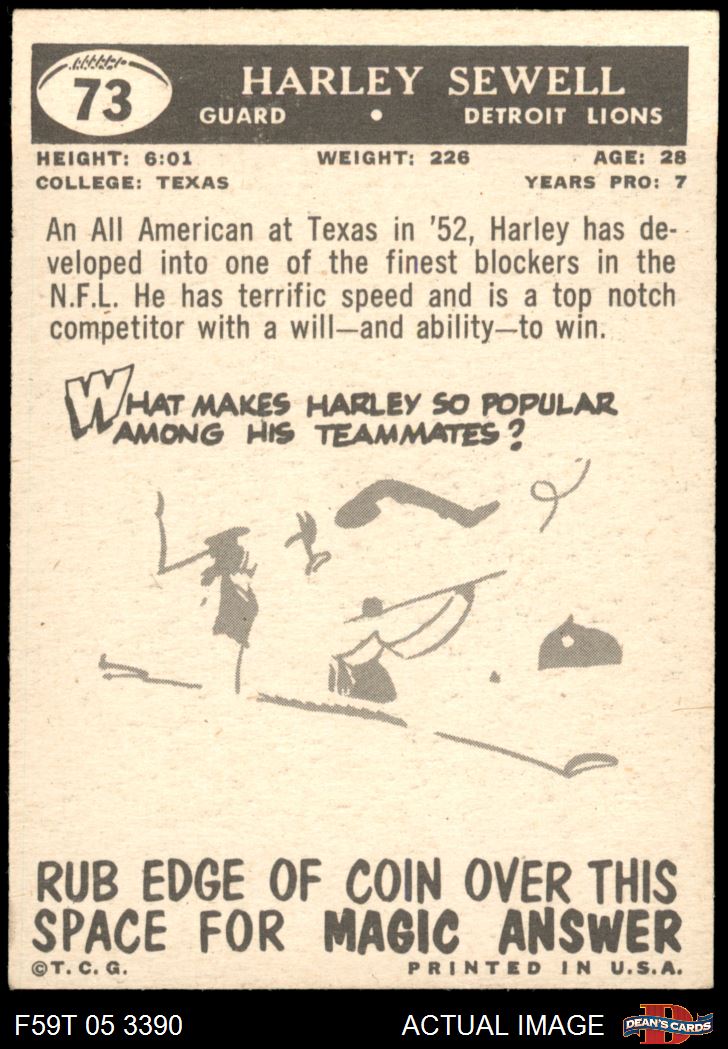 73
HARLEY SEWELL
GUARD • DETROIT LIONS
HEIGHT: 6:01 WEIGHT: 226 AGE: 28
COLLEGE: TEXAS YEARS PRO: 7
An All American at Texas in '52, Harley has de-
veloped into one of the finest blockers in the
N.F.L. He has terrific speed and is a top notch
competitor with a will—and ability—to win.
WHAT MAKES HARLEY SO POPULAR
AMONG HIS TEAMMATES?
RUB EDGE OF COIN OVER THIS
SPACE FOR MAGIC ANSWER
©T.C.G. PRINTED IN U.S.A.
F59T 05 3390 ACTUAL IMAGE D DEAN'S CARDS